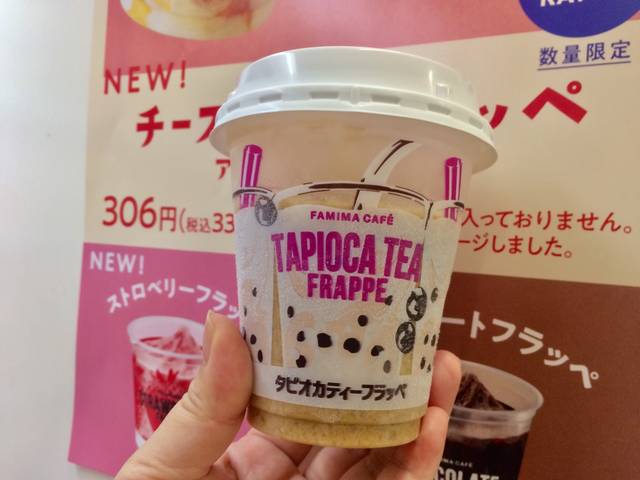 数量限定
NEW!
チーズ
ッペ
ア
306円(税込33
入っておりません。
ージしました。
NEW!
ストロベリーフラッ
ートフラッペ
FAMIMA CAFÉ
TAPIOCA TEA
FRAPPE
タピオカティーフラッペ